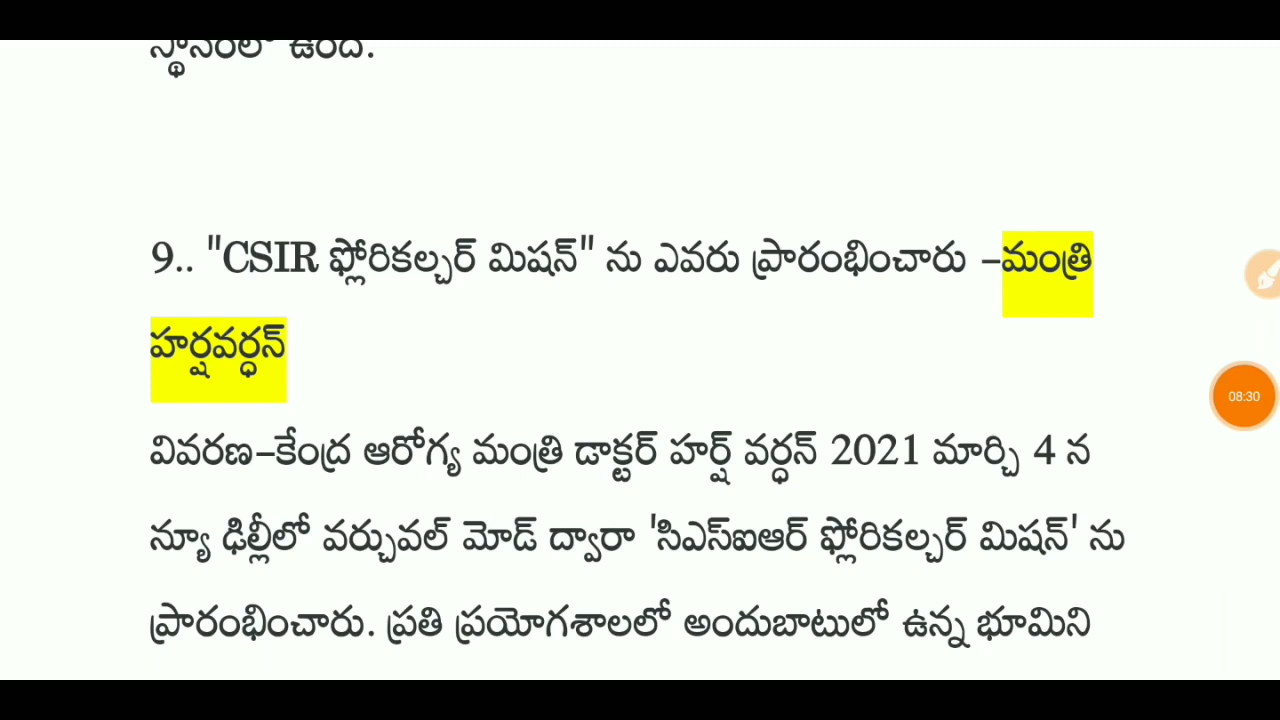 స్థానంలో ఉంది.
9.. "CSIR ఫ్లోరికల్చర్ మిషన్" ను ఎవరు ప్రారంభించారు –మంత్రి
హర్షవర్ధన్
వివరణ–కేంద్ర ఆరోగ్య మంత్రి డాక్టర్ హర్ష్ వర్ధన్ 2021 మార్చి 4 న
న్యూ ఢిల్లీలో వర్చువల్ మోడ్ ద్వారా 'సిఎస్ఐఆర్ ఫ్లోరికల్చర్ మిషన్' ను
ప్రారంభించారు. ప్రతి ప్రయోగశాలలో అందుబాటులో ఉన్న భూమిని
08:30